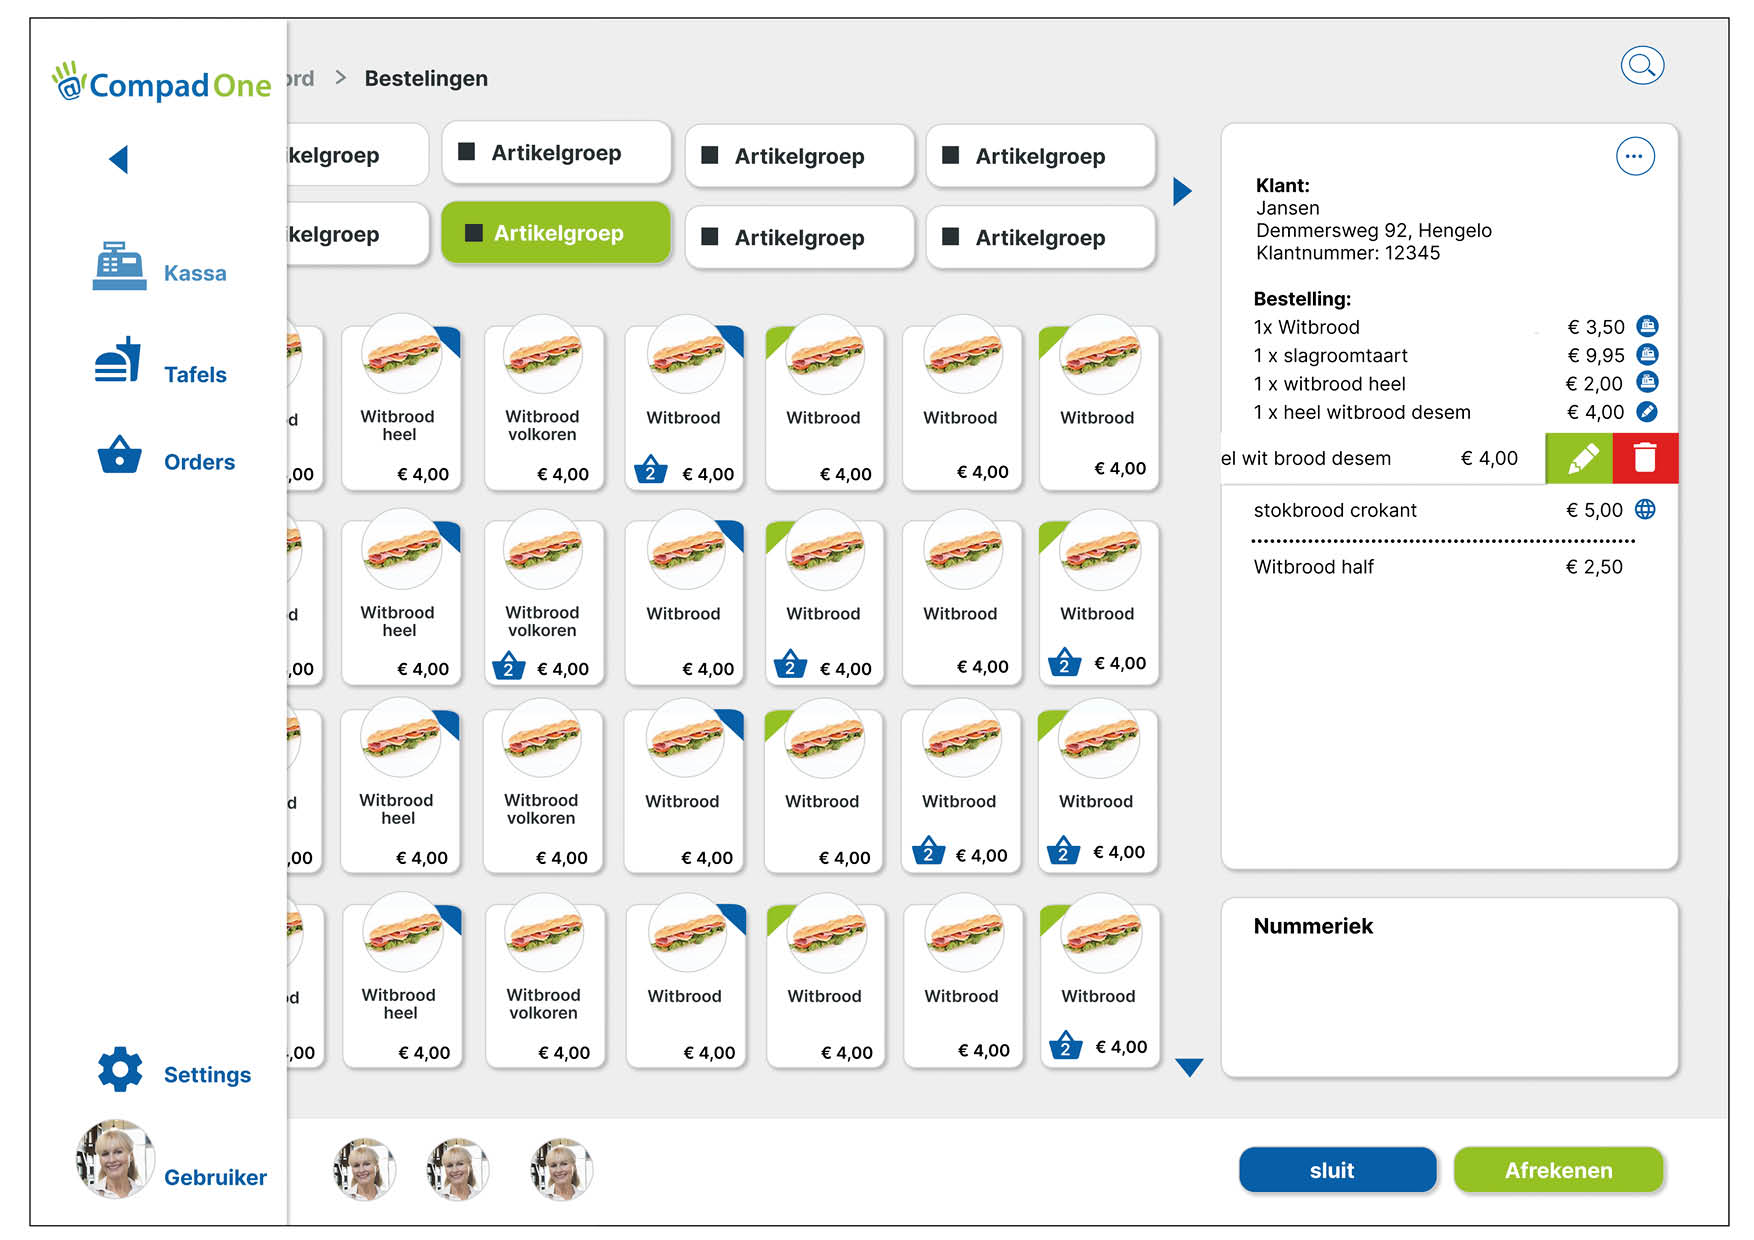 @CompadOne
ord > Bestelingen
kelgroep
Artikelgroep
Artikelgroep
Artikelgroep
kelgroep
Artikelgroep
Artikelgroep
Artikelgroep
Kassa
Tafels
Orders
Settings
Gebruiker
d
,00
Witbrood
heel
€ 4,00
Witbrood
volkoren
€ 4,00
Witbrood
2 € 4,00
Witbrood
€ 4,00
Witbrood
€ 4,00
Witbrood
€ 4,00
d
,00
Witbrood
heel
€ 4,00
Witbrood
volkoren
2 € 4,00
Witbrood
€ 4,00
Witbrood
2 € 4,00
Witbrood
€ 4,00
Witbrood
2 € 4,00
d
,00
Witbrood
heel
€ 4,00
Witbrood
volkoren
€ 4,00
Witbrood
€ 4,00
Witbrood
€ 4,00
Witbrood
2 € 4,00
Witbrood
2 € 4,00
d
,00
Witbrood
heel
€ 4,00
Witbrood
volkoren
€ 4,00
Witbrood
€ 4,00
Witbrood
€ 4,00
Witbrood
€ 4,00
Witbrood
2 € 4,00
Klant:
Jansen
Demmersweg 92, Hengelo
Klantnummer: 12345
Bestelling:
1x Witbrood € 3,50
1 x slagroomtaart € 9,95
1 x witbrood heel € 2,00
1 x heel witbrood desem € 4,00
el wit brood desem € 4,00
stokbrood crokant € 5,00
Witbrood half € 2,50
Nummeriek
sluit
Afrekenen